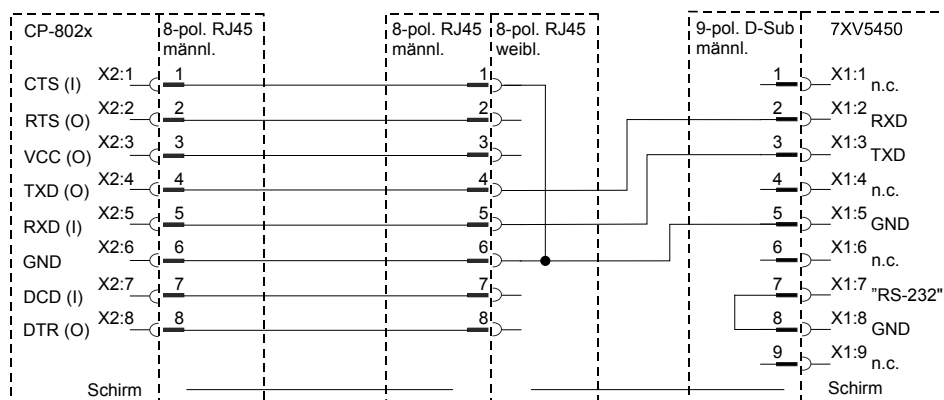 CP-802x
8-pol. RJ45
männl.
8-pol. RJ45
männl.
8-pol. RJ45
weibl.
9-pol. D-Sub
männl.
7XV5450
CTS (I) X2:1 1 1 1 X1:1 n.c.
RTS (O) X2:2 2 2 2 X1:2 RXD
VCC (O) X2:3 3 3 3 X1:3 TXD
TXD (O) X2:4 4 4 4 X1:4 n.c.
RXD (I) X2:5 5 5 5 X1:5 GND
GND X2:6 6 6 6 X1:6 n.c.
DCD (I) X2:7 7 7 7 X1:7 "RS-232"
DTR (O) X2:8 8 8 8 X1:8 GND
9 X1:9 n.c.
Schirm Schirm